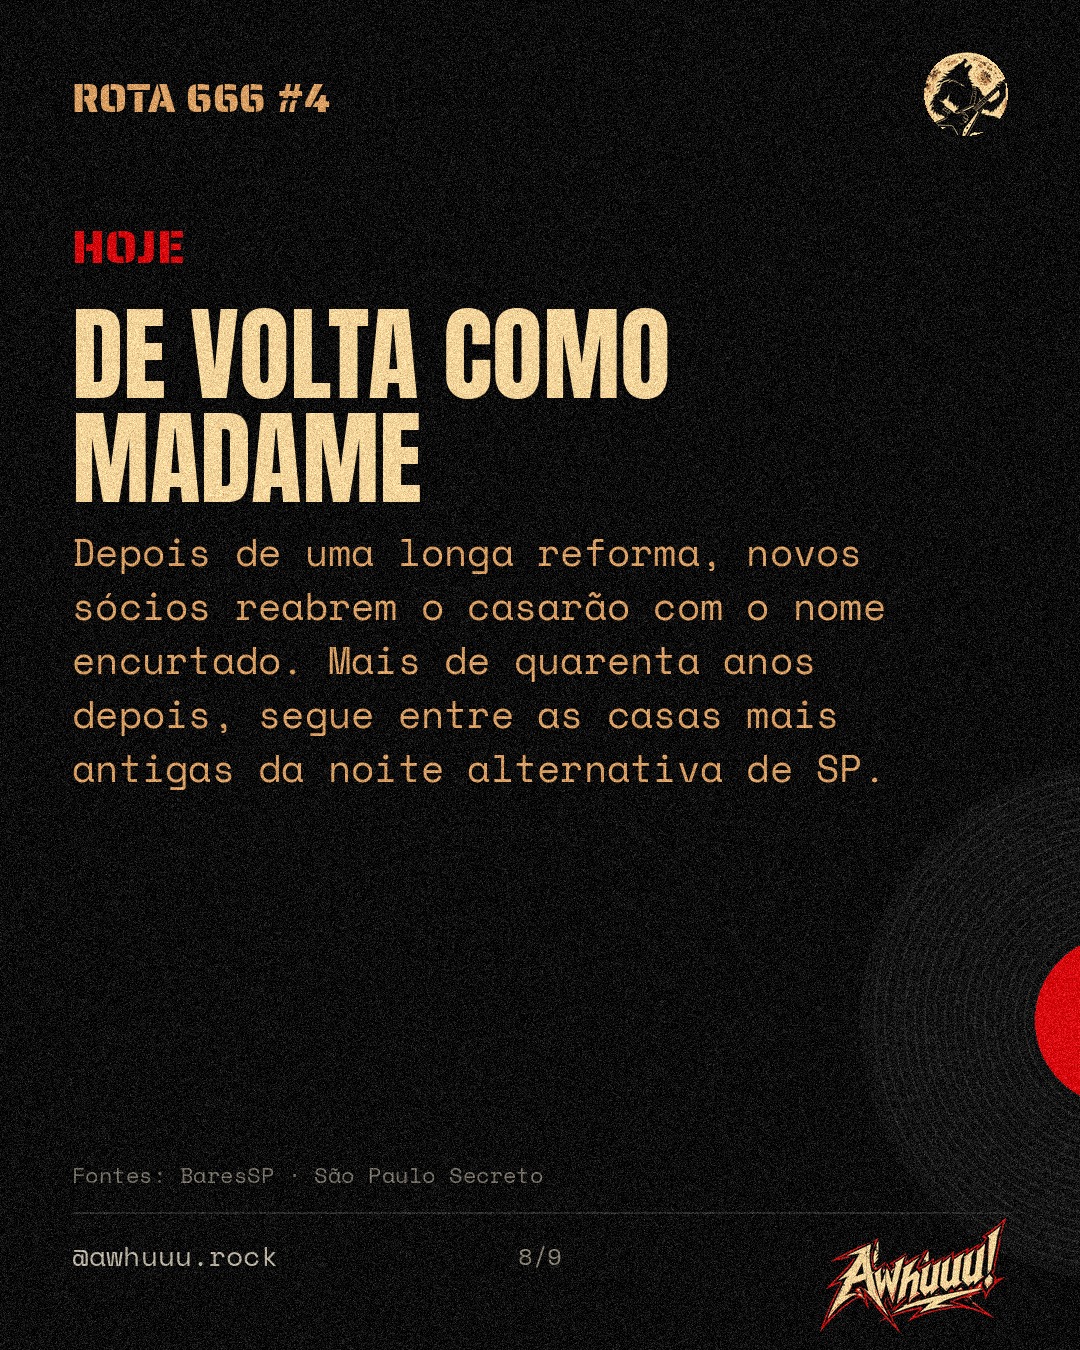 ROTA 666 #4
HOJE
DE VOLTA COMO
MADAME
Depois de uma longa reforma, novos
sócios reabrem o casarão com o nome
encurtado. Mais de quarenta anos
depois, segue entre as casas mais
antigas da noite alternativa de SP.
Fontes: BaresSP · São Paulo Secreto
@awhuuu.rock
8/9
Awhuuu!